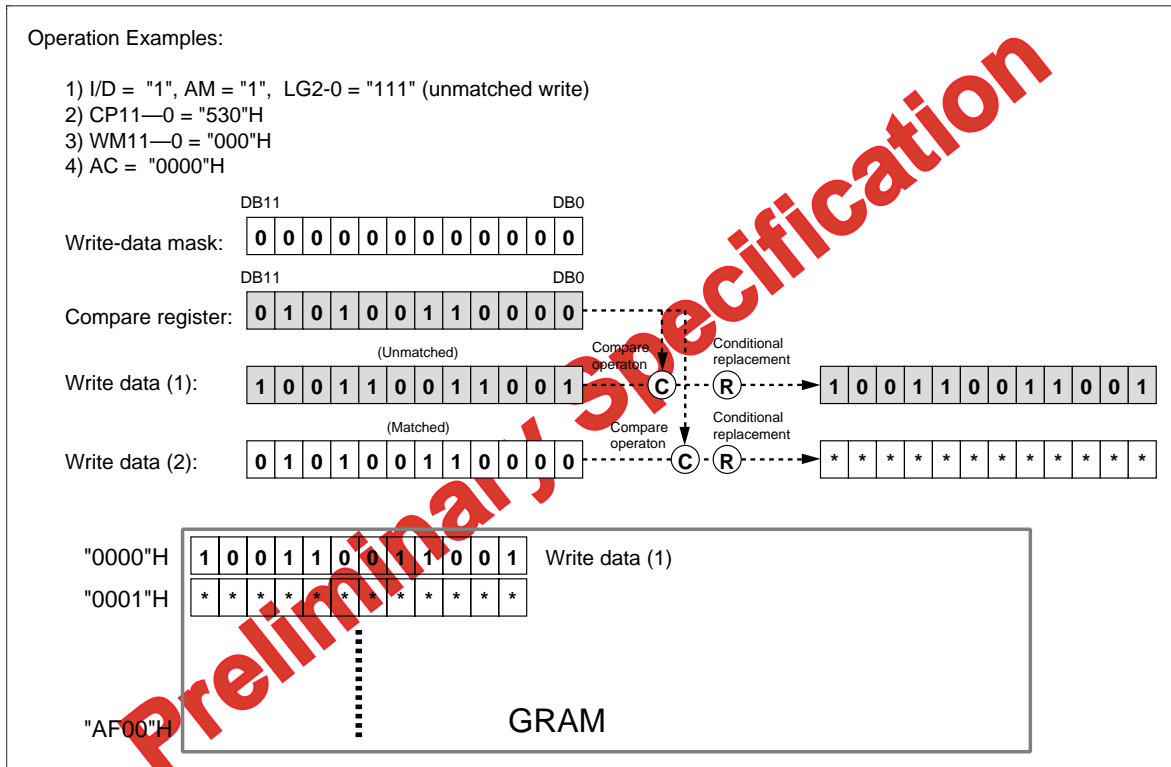 Operation Examples:
1) I/D = "1", AM = "1", LG2-0 = "111" (unmatched write)
2) CP11—0 = "530"H
3) WM11—0 = "000"H
4) AC = "0000"H
DB11 DB0
Write-data mask: 0 0 0 0 0 0 0 0 0 0 0 0
DB11 DB0
Compare register: 0 1 0 1 0 0 1 1 0 0 0 0
(Unmatched) Compare operaton Conditional replacement
Write data (1): 1 0 0 1 1 0 0 1 1 0 0 1 C R 1 0 0 1 1 0 0 1 1 0 0 1
(Matched) Compare operaton Conditional replacement
Write data (2): 0 1 0 1 0 0 1 1 0 0 0 0 C R * * * * * * * * * * * *
"0000"H 1 0 0 1 1 0 0 1 1 0 0 1 Write data (1)
"0001"H * * * * * * * * * * * *
"AF00"H GRAM
Preliminary Specification